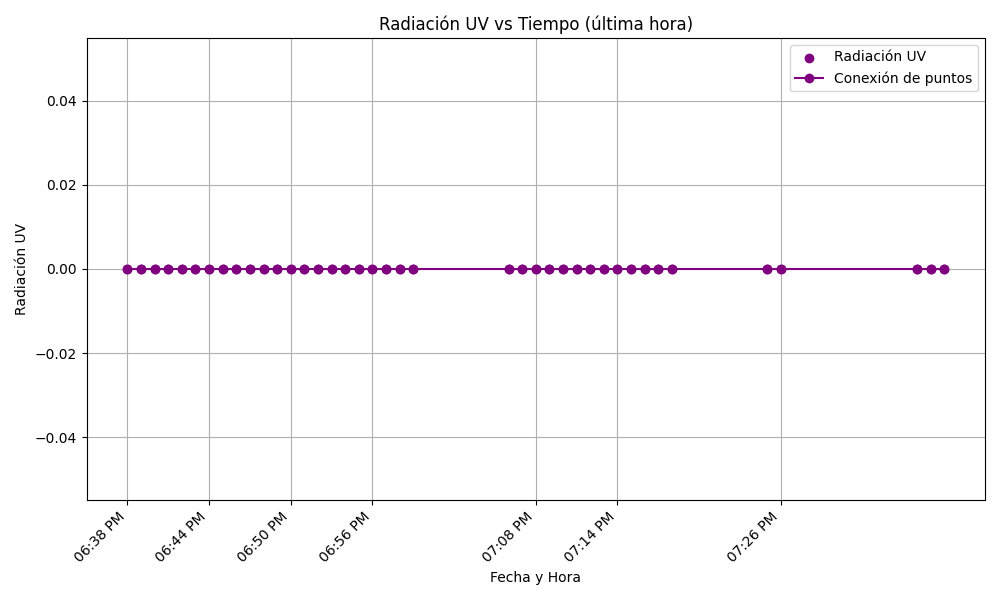 Radiación UV vs Tiempo (última hora)
Radiación UV
Conexión de puntos
Radiación UV
0.04
0.02
0.00
−0.02
−0.04
06:38 PM
06:44 PM
06:50 PM
06:56 PM
07:08 PM
07:14 PM
07:26 PM
Fecha y Hora